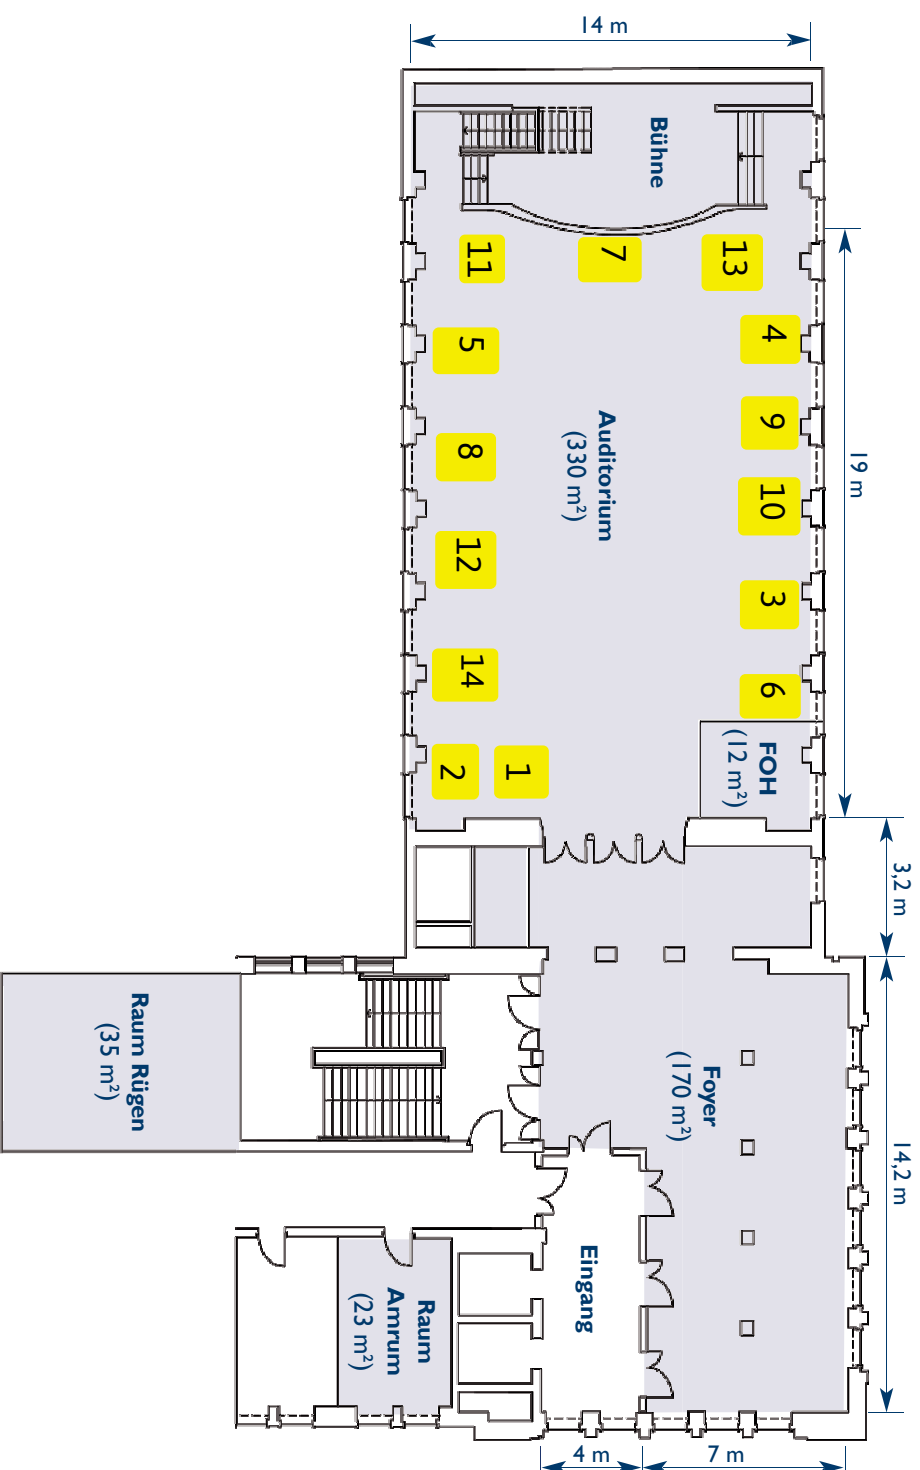 14 m
Bühne
11
7
13
5
4
8
9
12
10
3
14
6
2
1
Auditorium
(330 m²)
19 m
FOH
(12 m²)
3,2 m
Foyer
(170 m²)
14,2 m
Raum Rügen
(35 m²)
Eingang
Raum
Amrum
(23 m²)
4 m
7 m